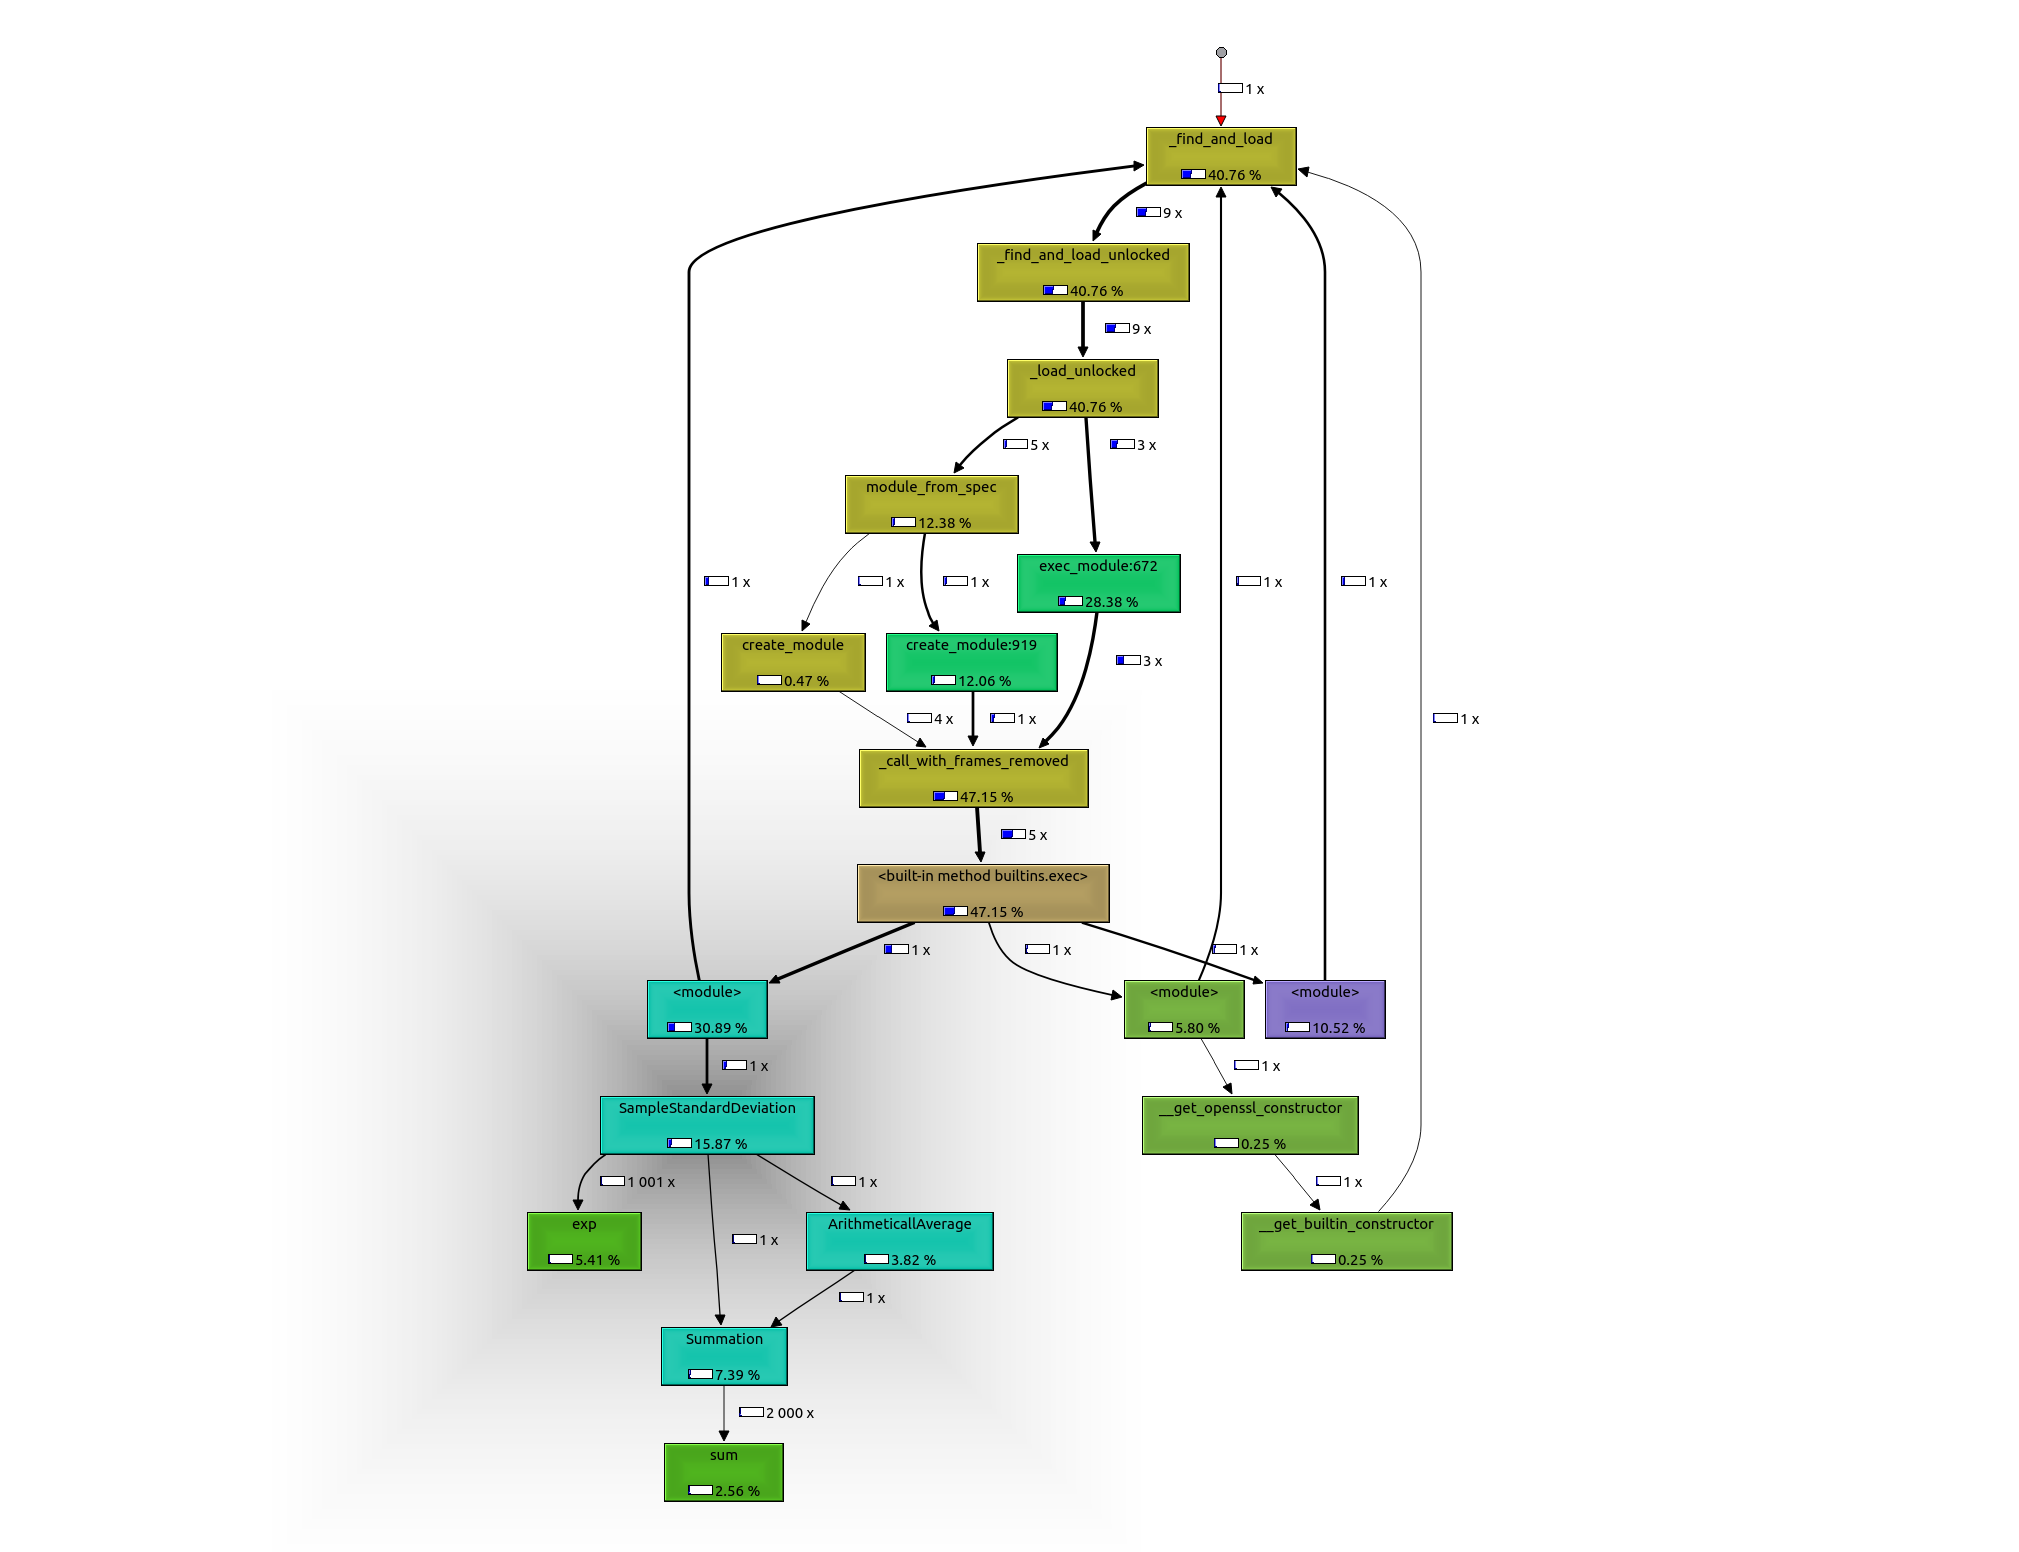 1 x
_find_and_load
40.76 %
9 x
_find_and_load_unlocked
40.76 %
9 x
_load_unlocked
40.76 %
5 x
3 x
module_from_spec
12.38 %
exec_module:672
28.38 %
1 x
1 x
1 x
1 x
1 x
create_module
0.47 %
create_module:919
12.06 %
3 x
4 x
1 x
1 x
_call_with_frames_removed
47.15 %
5 x
<built-in method builtins.exec>
47.15 %
1 x
1 x
1 x
<module>
30.89 %
<module>
5.80 %
<module>
10.52 %
1 x
1 x
SampleStandardDeviation
15.87 %
__get_openssl_constructor
0.25 %
1 001 x
1 x
1 x
exp
5.41 %
1 x
ArithmeticallAverage
3.82 %
__get_builtin_constructor
0.25 %
1 x
Summation
7.39 %
2 000 x
sum
2.56 %